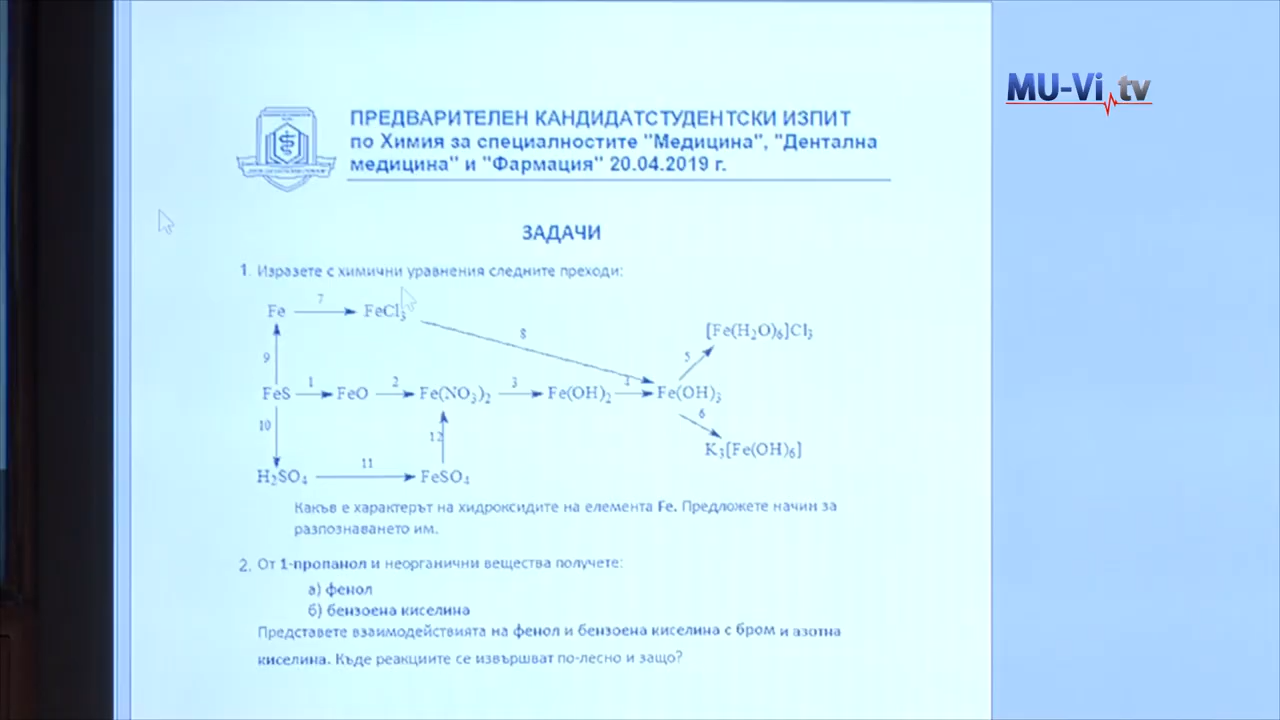 MU-Vi.tv
ПРЕДВАРИТЕЛЕН КАНДИДАТСТУДЕНТСКИ ИЗПИТ
по Химия за специалностите "Медицина", "Дентална
медицина" и "Фармация" 20.04.2019 г.
ЗАДАЧИ
1. Изразете с химични уравнения следните преходи:
Fe 7 FeCl₃
8
[Fe(H₂O)₆]Cl₃
9
5
FeS 1 FeO 2 Fe(NO₃)₂ 3 Fe(OH)₂ 4 Fe(OH)₃
6
10
12
K₃[Fe(OH)₆]
H₂SO₄ 11 FeSO₄
Какъв е характерът на хидроксидите на елемента Fe. Предложете начин за
разпознаването им.
2. От 1-пропанол и неорганични вещества получете:
а) фенол
б) бензоена киселина
Представете взаимодействията на фенол и бензоена киселина с бром и азотна
киселина. Къде реакциите се извършват по-лесно и защо?